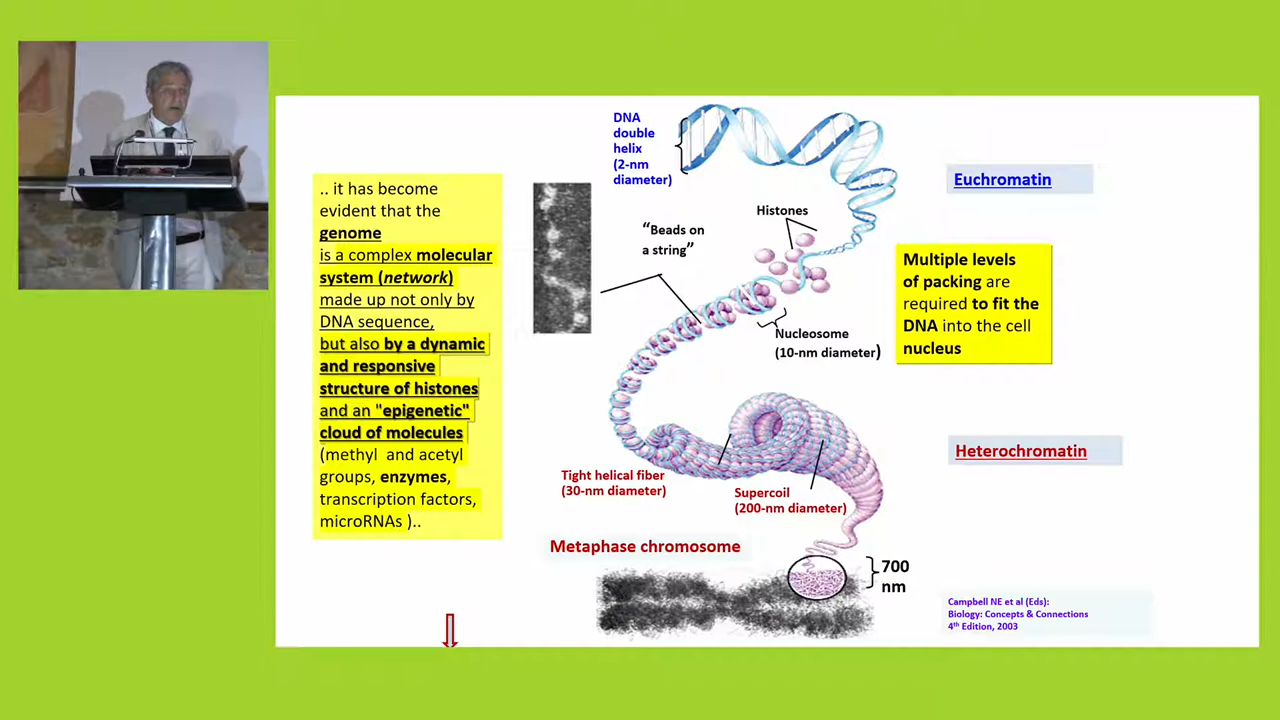 .. it has become
evident that the
genome
is a complex molecular
system (network)
made up not only by
DNA sequence,
but also by a dynamic
and responsive
structure of histones
and an "epigenetic"
cloud of molecules
(methyl and acetyl
groups, enzymes,
transcription factors,
microRNAs )..
DNA
double
helix
(2-nm
diameter)
Histones
“Beads on
a string”
Nucleosome
(10-nm diameter)
Tight helical fiber
(30-nm diameter)
Supercoil
(200-nm diameter)
Metaphase chromosome
700
nm
Euchromatin
Multiple levels
of packing are
required to fit the
DNA into the cell
nucleus
Heterochromatin
Campbell NE et al (Eds):
Biology: Concepts & Connections
4th Edition, 2003